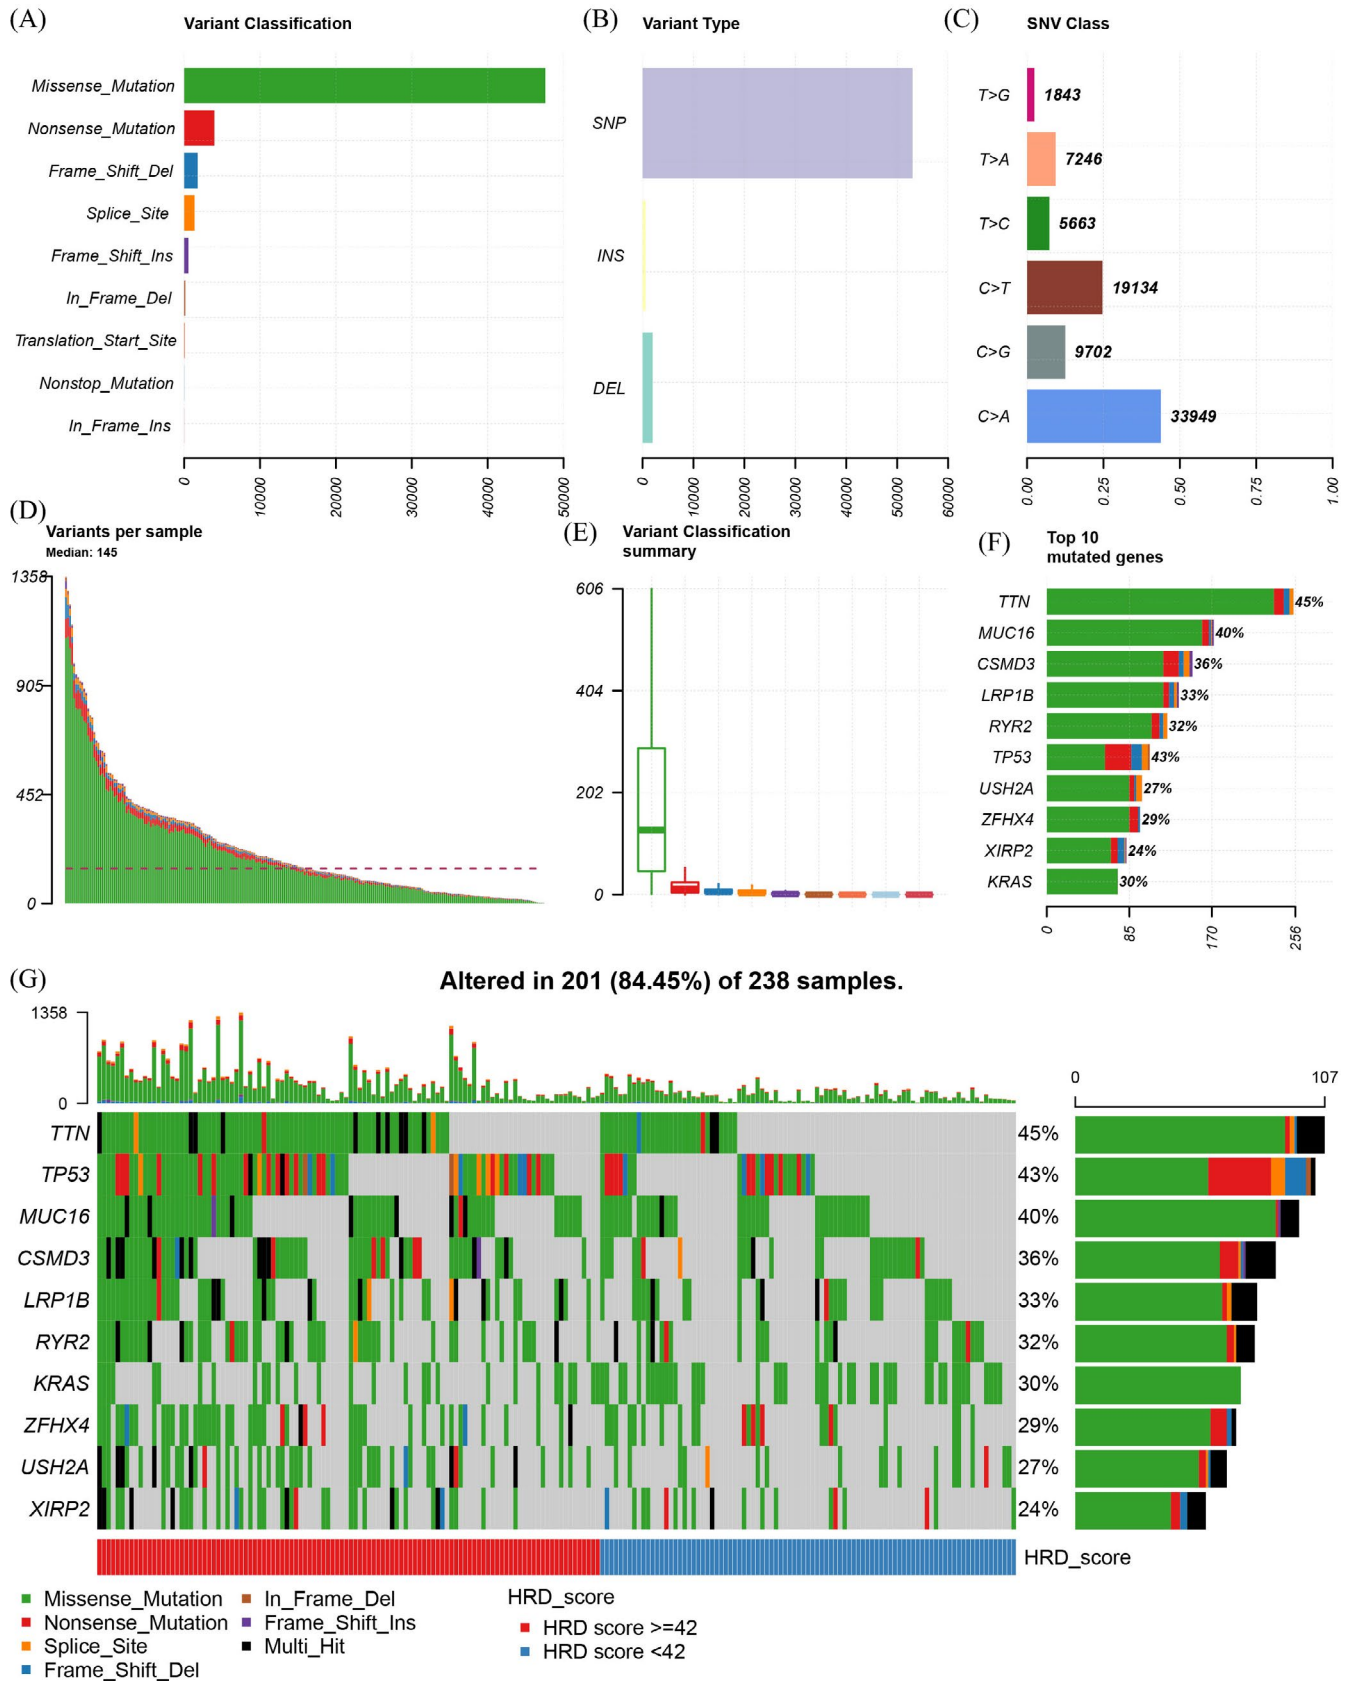 (A)
Variant Classification
Missense_Mutation
Nonsense_Mutation
Frame_Shift_Del
Splice_Site
Frame_Shift_Ins
In_Frame_Del
Translation_Start_Site
Nonstop_Mutation
In_Frame_Ins
0
10000
20000
30000
40000
50000
(B)
Variant Type
SNP
INS
DEL
0
10000
20000
30000
40000
50000
60000
(C)
SNV Class
T>G
1843
T>A
7246
T>C
5663
C>T
19134
C>G
9702
C>A
33949
0.00
0.25
0.50
0.75
1.00
(D)
Variants per sample
Median: 145
1358
905
452
0
(E)
Variant Classification
summary
606
404
202
0
(F)
Top 10
mutated genes
TTN 45%
MUC16 40%
CSMD3 36%
LRP1B 33%
RYR2 32%
TP53 43%
USH2A 27%
ZFHX4 29%
XIRP2 24%
KRAS 30%
0
85
170
256
(G)
Altered in 201 (84.45%) of 238 samples.
1358
0
0 107
TTN 45%
TP53 43%
MUC16 40%
CSMD3 36%
LRP1B 33%
RYR2 32%
KRAS 30%
ZFHX4 29%
USH2A 27%
XIRP2 24%
HRD_score
Missense_Mutation
Nonsense_Mutation
Splice_Site
Frame_Shift_Del
In_Frame_Del
Frame_Shift_Ins
Multi_Hit
HRD_score
HRD score >=42
HRD score <42